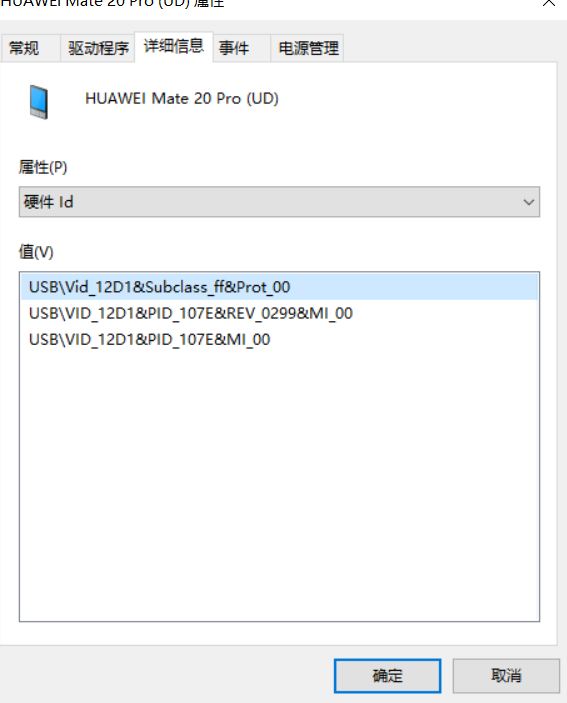 HUAWEI Mate 20 Pro (UD) 属性
常规
驱动程序
详细信息
事件
电源管理
HUAWEI Mate 20 Pro (UD)
属性(P)
硬件 Id
值(V)
USB\Vid_12D1&Subclass_ff&Prot_00
USB\VID_12D1&PID_107E&REV_0299&MI_00
USB\VID_12D1&PID_107E&MI_00
确定
取消